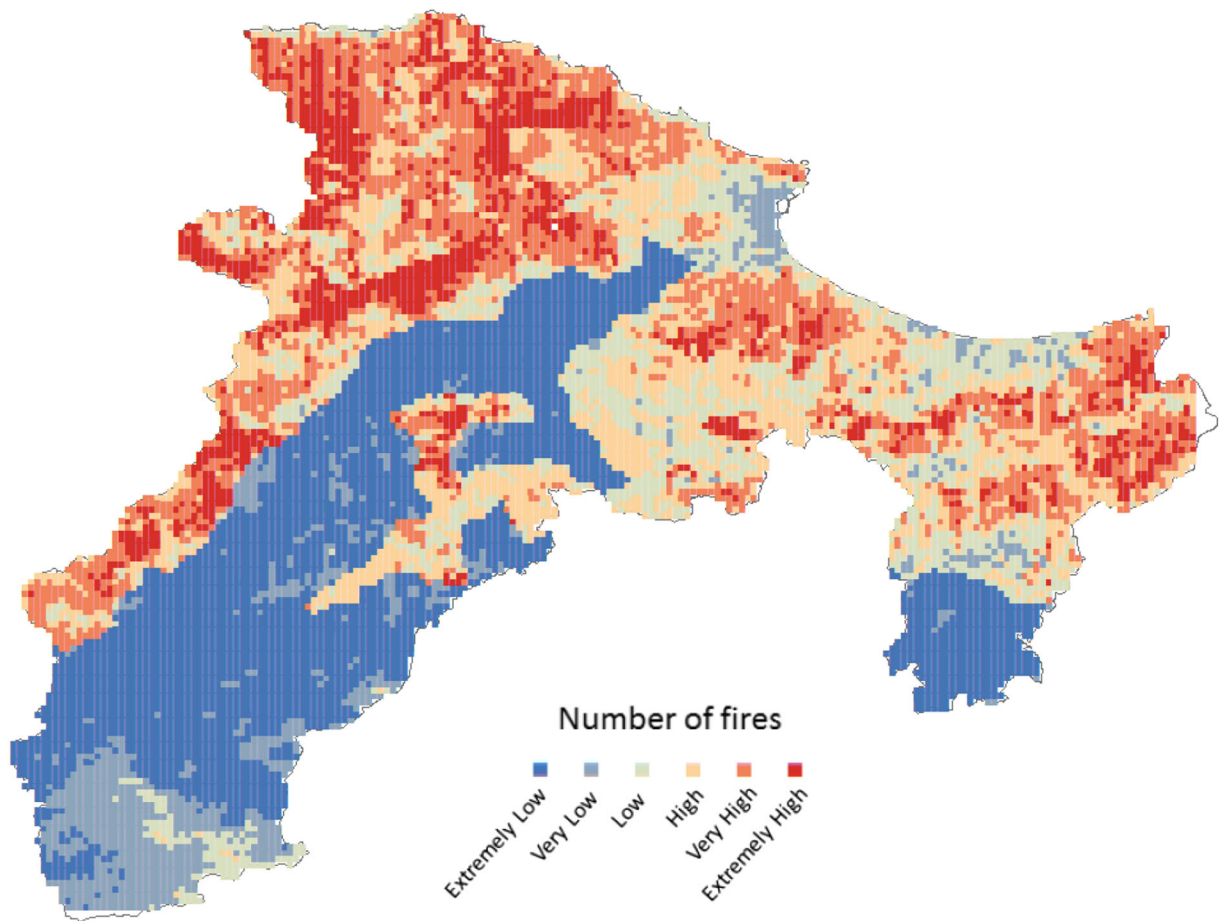 Number of fires
Extremely Low
Very Low
Low
High
Very High
Extremely High